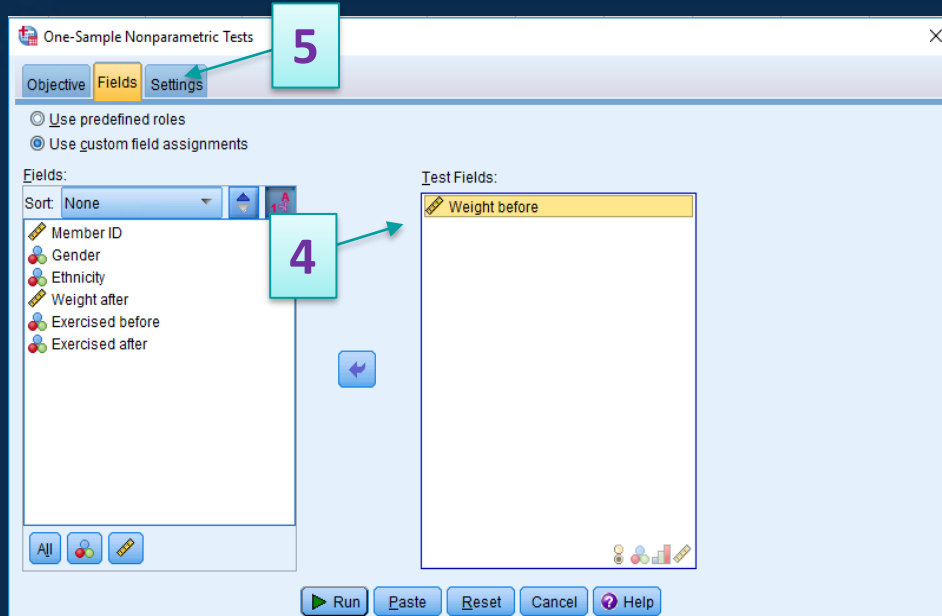 One-Sample Nonparametric Tests
5
Objective Fields Settings
Use predefined roles
Use custom field assignments
Fields:
Test Fields:
Sort: None
Weight before
Member ID
Gender
Ethnicity
Weight after
Exercised before
Exercised after
4
All
Run Paste Reset Cancel Help